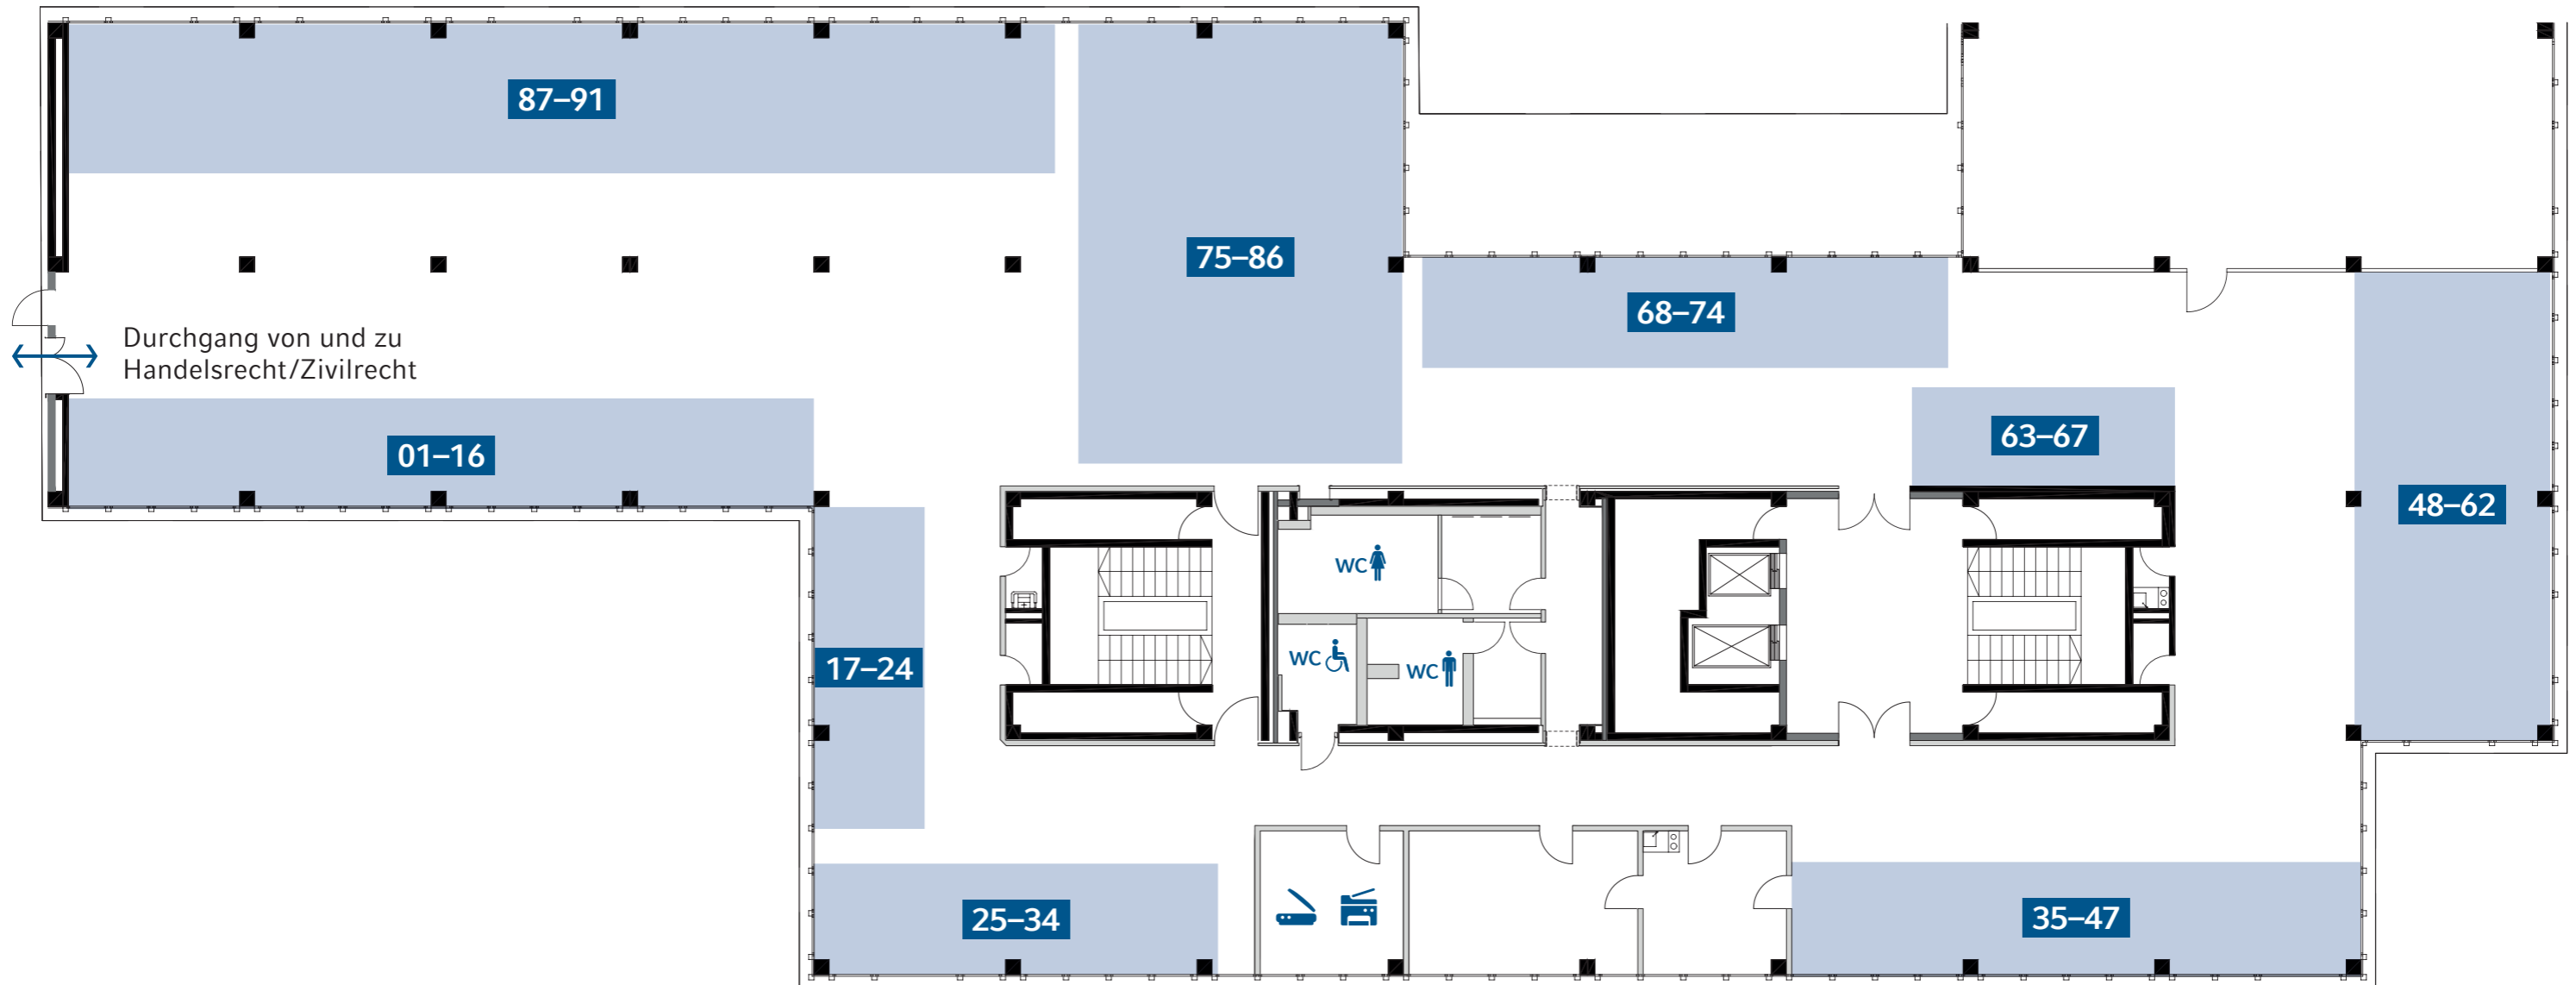 87–91
75–86
68–74
Durchgang von und zu
Handelsrecht/Zivilrecht
63–67
01–16
48–62
WC
17–24
WC
WC
25–34
35–47